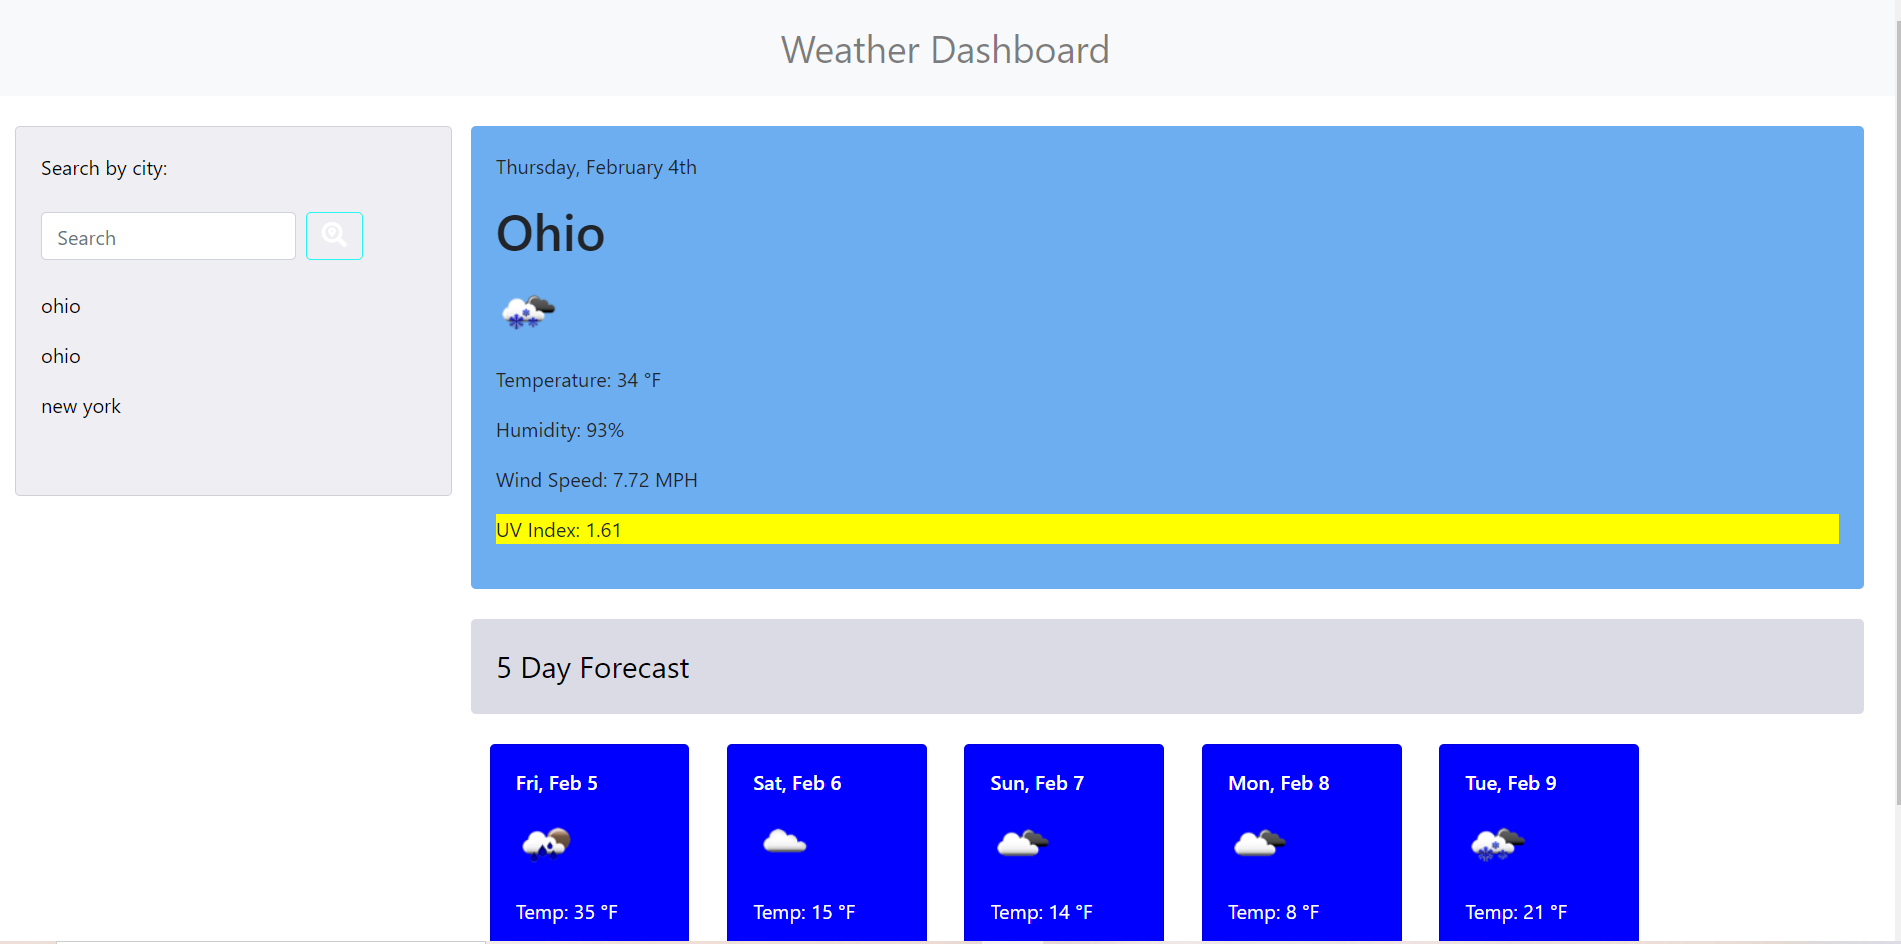 Weather Dashboard
Search by city:
Search
ohio
ohio
new york
Thursday, February 4th
Ohio
Temperature: 34 °F
Humidity: 93%
Wind Speed: 7.72 MPH
UV Index: 1.61
5 Day Forecast
Fri, Feb 5
Temp: 35 °F
Sat, Feb 6
Temp: 15 °F
Sun, Feb 7
Temp: 14 °F
Mon, Feb 8
Temp: 8 °F
Tue, Feb 9
Temp: 21 °F